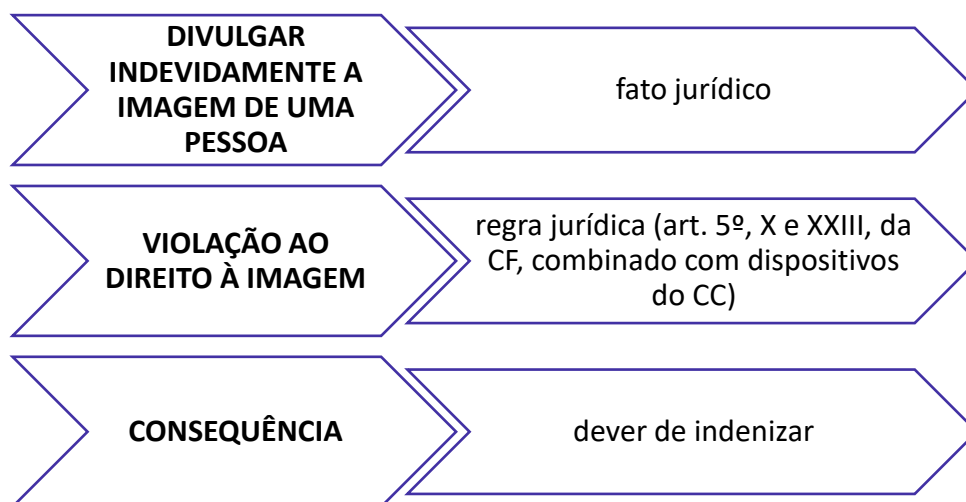 DIVULGAR
INDEVIDAMENTE A
IMAGEM DE UMA
PESSOA
fato jurídico
VIOLAÇÃO AO
DIREITO À IMAGEM
regra jurídica (art. 5º, X e XXIII, da
CF, combinado com dispositivos
do CC)
CONSEQUÊNCIA
dever de indenizar